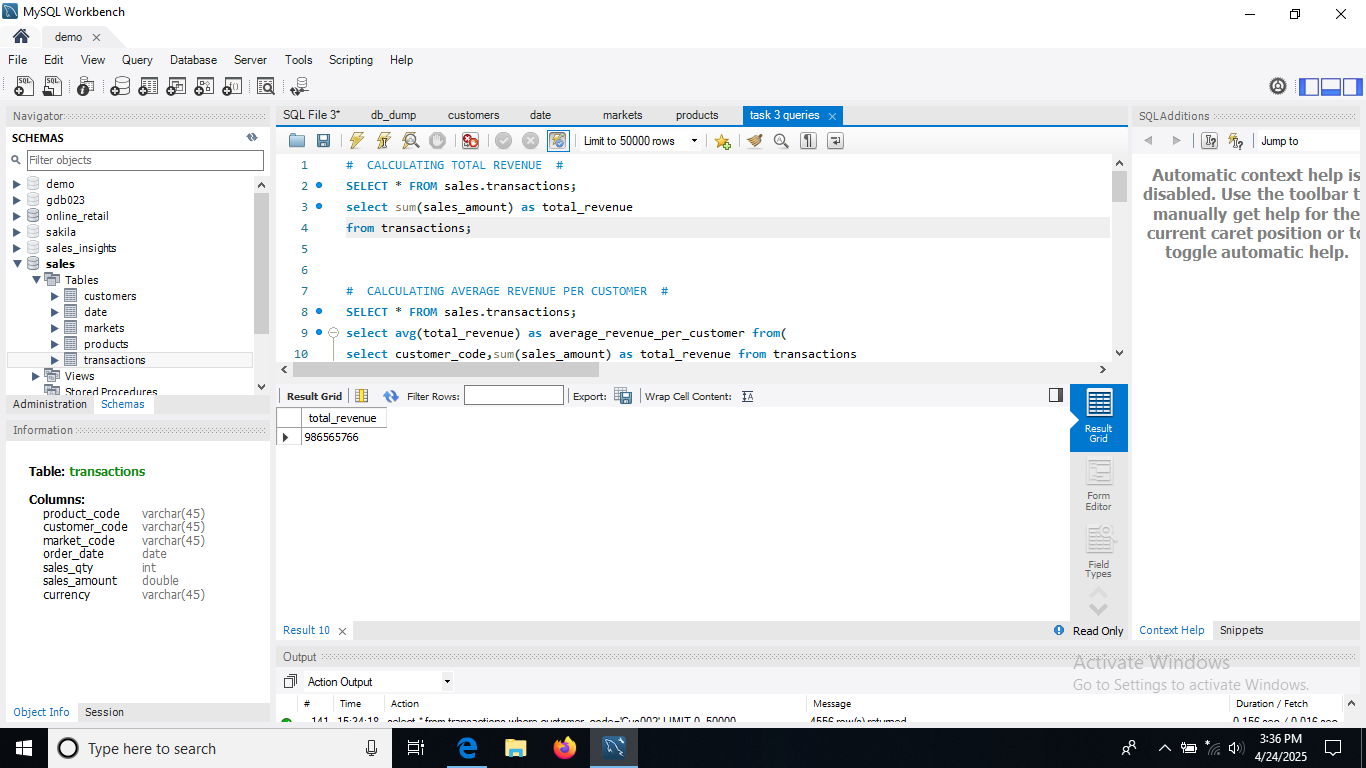 MySQL Workbench
demo
File Edit View Query Database Server Tools Scripting Help
Navigator
SCHEMAS
Filter objects
demo
gdb023
online_retail
sakila
sales_insights
sales
Tables
customers
date
markets
products
transactions
Views
Stored Procedures
Administration Schemas
Information
Table: transactions
Columns:
product_code varchar(45)
customer_code varchar(45)
market_code varchar(45)
order_date date
sales_qty int
sales_amount double
currency varchar(45)
Object Info Session
SQL File 3* db_dump customers date markets products task 3 queries
Limit to 50000 rows
1 # CALCULATING TOTAL REVENUE #
2 SELECT * FROM sales.transactions;
3 select sum(sales_amount) as total_revenue
4 from transactions;
5
6
7 # CALCULATING AVERAGE REVENUE PER CUSTOMER #
8 SELECT * FROM sales.transactions;
9 select avg(total_revenue) as average_revenue_per_customer from(
10 select customer_code,sum(sales_amount) as total_revenue from transactions
Result Grid Filter Rows: Export: Wrap Cell Content:
total_revenue
986565766
Result Grid
Form Editor
Field Types
Result 10
Read Only
Output
Action Output
# Time Action Message Duration / Fetch
141 15:34:18 select * from transactions where customer_code='Cus002' LIMIT 0, 50000 4556 row(s) returned 0.156 sec / 0.016 sec
SQLAdditions
Jump to
Automatic context help is
disabled. Use the toolbar t
manually get help for the
current caret position or to
toggle automatic help.
Context Help Snippets
Activate Windows
Go to Settings to activate Windows.
Type here to search
3:36 PM
4/24/2025